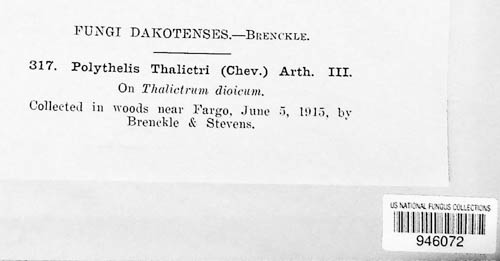 FUNGI DAKOTENSES.—BRENCKLE.
317. Polythelis Thalictri (Chev.) Arth. III.
On Thalictrum dioicum.
Collected in woods near Fargo, June 5, 1915, by
Brenckle & Stevens.
US NATIONAL FUNGUS COLLECTIONS
946072